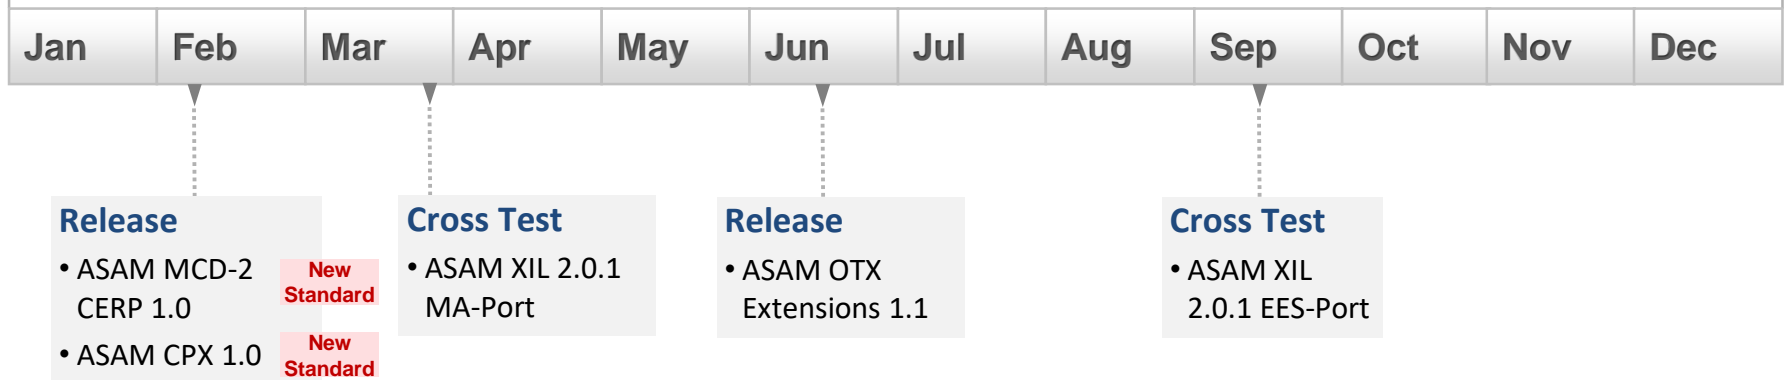 Jan Feb Mar Apr May Jun Jul Aug Sep Oct Nov Dec
Release
• ASAM MCD-2
CERP 1.0
New
Standard
• ASAM CPX 1.0
New
Standard
Cross Test
• ASAM XIL 2.0.1
MA-Port
Release
• ASAM OTX
Extensions 1.1
Cross Test
• ASAM XIL
2.0.1 EES-Port